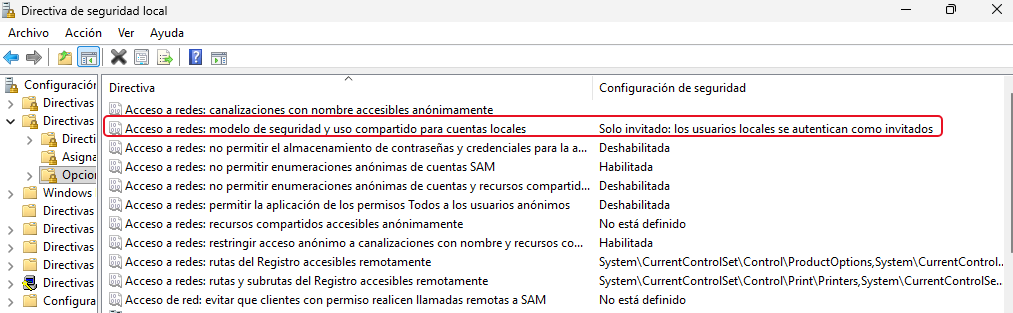 Directiva de seguridad local
Archivo Acción Ver Ayuda
Configuración
Directivas
Directivas
Directi
Asigna
Opcion
Windows
Directivas
Directivas
Directivas
Directivas
Directivas
Configura
Directiva Configuración de seguridad
Acceso a redes: canalizaciones con nombre accesibles anónimamente
Acceso a redes: modelo de seguridad y uso compartido para cuentas locales Solo invitado: los usuarios locales se autentican como invitados
Acceso a redes: no permitir el almacenamiento de contraseñas y credenciales para la a... Deshabilitada
Acceso a redes: no permitir enumeraciones anónimas de cuentas SAM Habilitada
Acceso a redes: no permitir enumeraciones anónimas de cuentas y recursos compartid... Deshabilitada
Acceso a redes: permitir la aplicación de los permisos Todos a los usuarios anónimos Deshabilitada
Acceso a redes: recursos compartidos accesibles anónimamente No está definido
Acceso a redes: restringir acceso anónimo a canalizaciones con nombre y recursos co... Habilitada
Acceso a redes: rutas del Registro accesibles remotamente System\CurrentControlSet\Control\ProductOptions,System\CurrentControl...
Acceso a redes: rutas y subrutas del Registro accesibles remotamente System\CurrentControlSet\Control\Print\Printers,System\CurrentControlSe...
Acceso de red: evitar que clientes con permiso realicen llamadas remotas a SAM No está definido